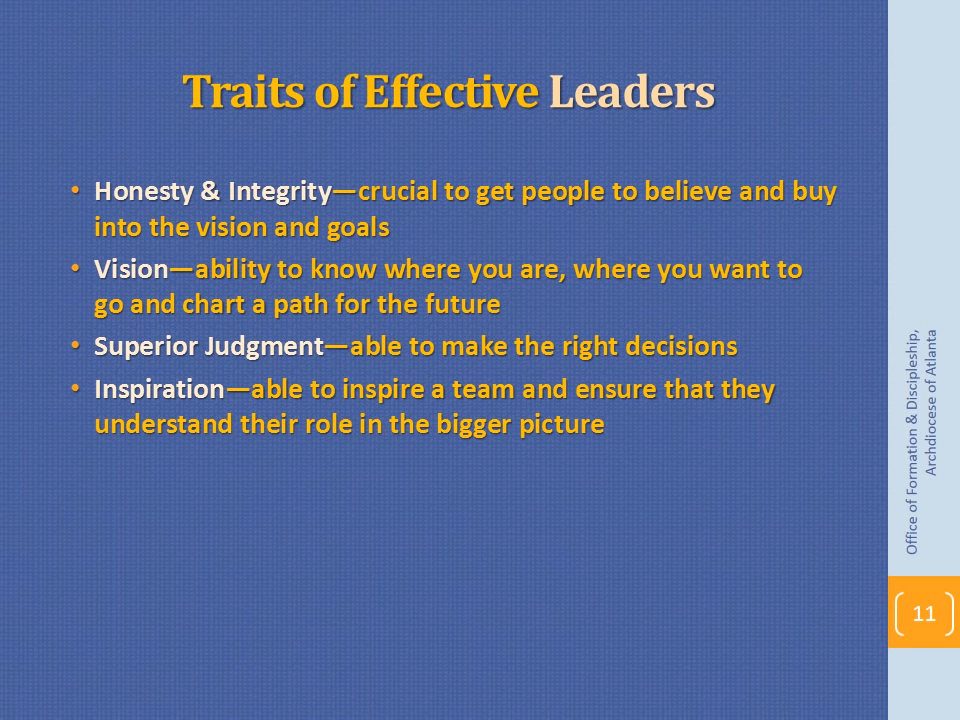 Traits of Effective Leaders
• Honesty & Integrity—crucial to get people to believe and buy
into the vision and goals
• Vision—ability to know where you are, where you want to
go and chart a path for the future
• Superior Judgment—able to make the right decisions
• Inspiration—able to inspire a team and ensure that they
understand their role in the bigger picture
Office of Formation & Discipleship,
Archdiocese of Atlanta
11